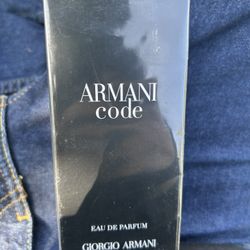 ARMANI
code
EAU DE PARFUM
GIORGIO ARMANI